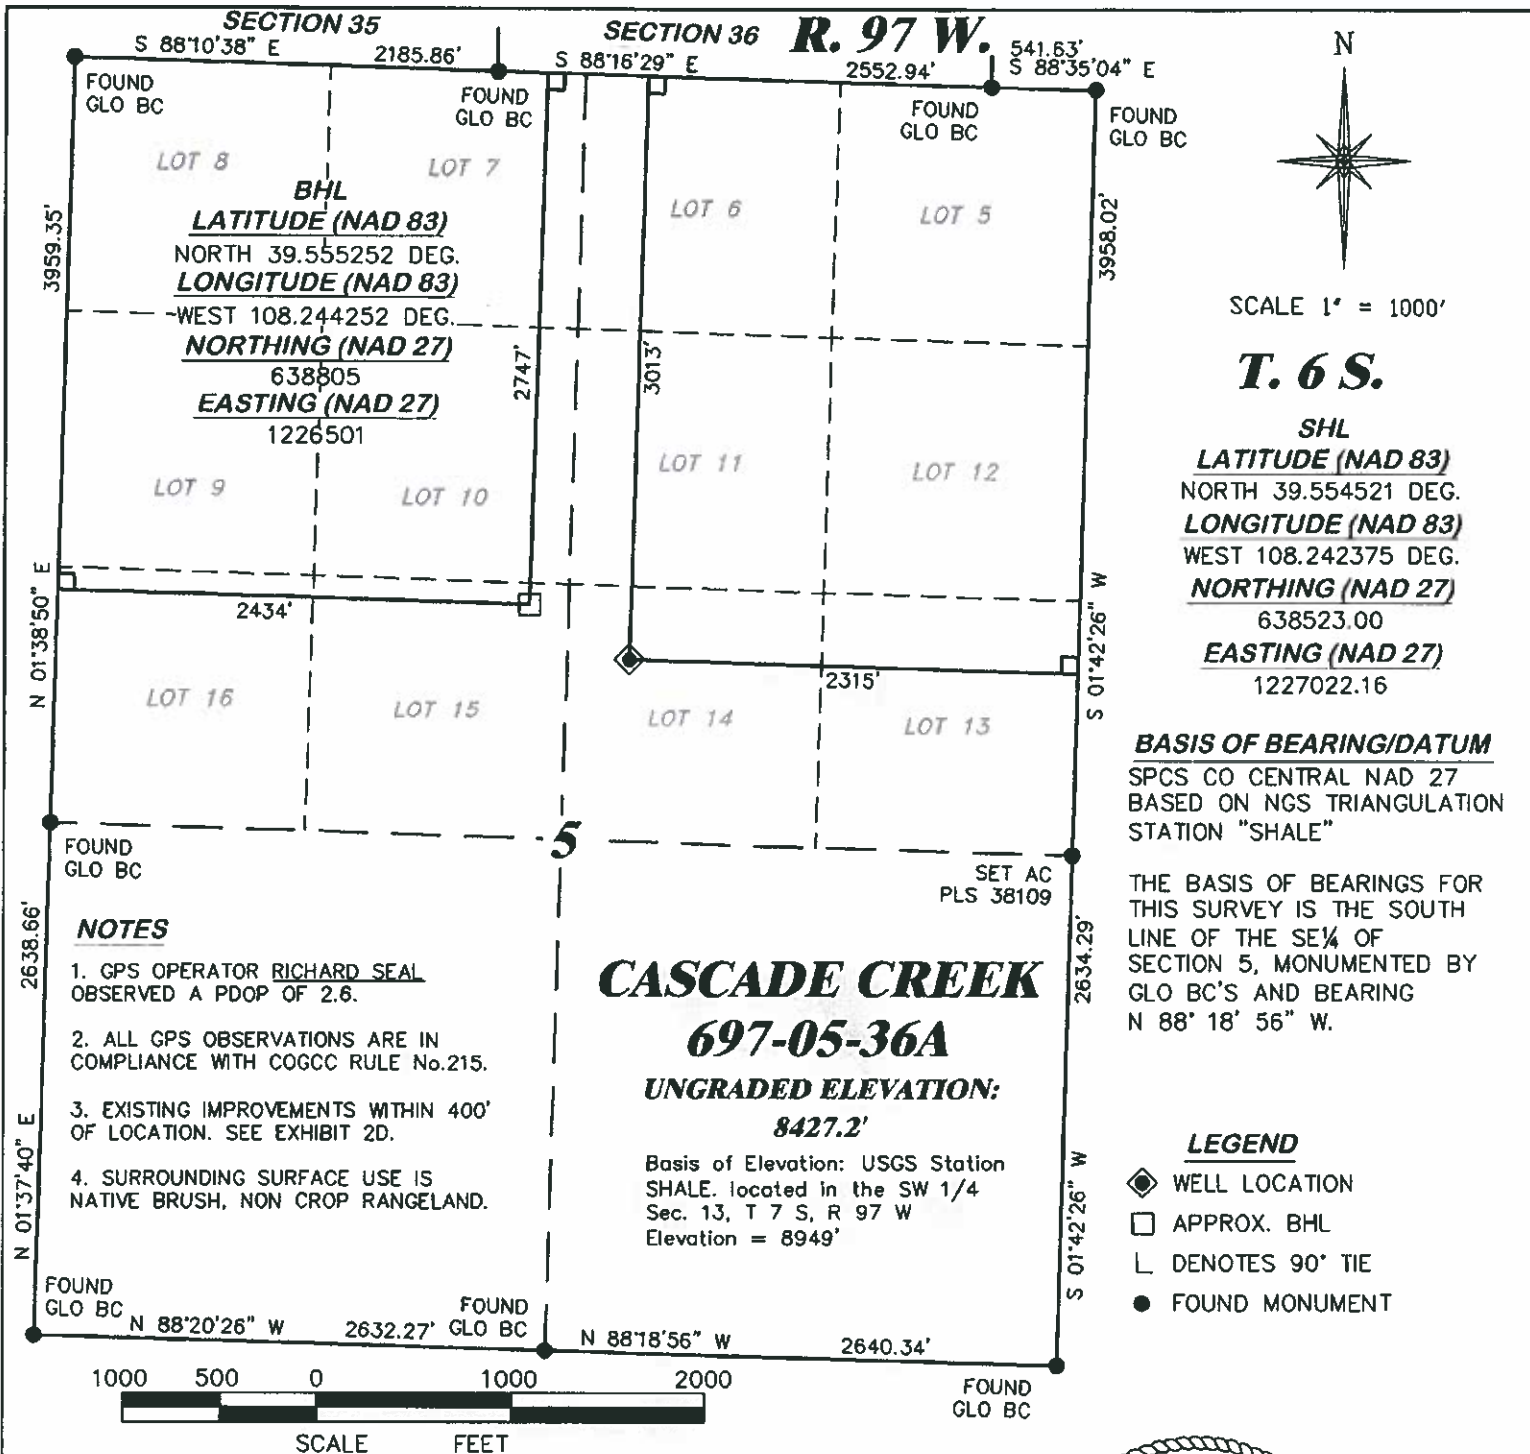 SECTION 35
SECTION 36
R. 97 W.
S 88°10'38" E
2185.86'
S 88°16'29" E
2552.94'
541.63'
S 88°35'04" E
N
FOUND
GLO BC
FOUND
GLO BC
FOUND
GLO BC
FOUND
GLO BC
LOT 8
LOT 7
LOT 6
LOT 5
3959.35'
3958.02'
BHL
LATITUDE (NAD 83)
NORTH 39.555252 DEG.
LONGITUDE (NAD 83)
WEST 108.244252 DEG.
NORTHING (NAD 27)
638805
EASTING (NAD 27)
1226501
2747'
3013'
LOT 9
LOT 10
LOT 11
LOT 12
2434'
2315'
N 01°38'50" E
S 01°42'26" W
LOT 16
LOT 15
LOT 14
LOT 13
SCALE 1" = 1000'
T. 6 S.
SHL
LATITUDE (NAD 83)
NORTH 39.554521 DEG.
LONGITUDE (NAD 83)
WEST 108.242375 DEG.
NORTHING (NAD 27)
638523.00
EASTING (NAD 27)
1227022.16
BASIS OF BEARING/DATUM
SPCS CO CENTRAL NAD 27
BASED ON NGS TRIANGULATION
STATION "SHALE"
THE BASIS OF BEARINGS FOR
THIS SURVEY IS THE SOUTH
LINE OF THE SE¼ OF
SECTION 5, MONUMENTED BY
GLO BC'S AND BEARING
N 88° 18' 56" W.
5
FOUND
GLO BC
SET AC
PLS 38109
2638.66'
2634.29'
NOTES
1. GPS OPERATOR RICHARD SEAL
OBSERVED A PDOP OF 2.6.
2. ALL GPS OBSERVATIONS ARE IN
COMPLIANCE WITH COGCC RULE No.215.
3. EXISTING IMPROVEMENTS WITHIN 400'
OF LOCATION. SEE EXHIBIT 2D.
4. SURROUNDING SURFACE USE IS
NATIVE BRUSH, NON CROP RANGELAND.
CASCADE CREEK
697-05-36A
UNGRADED ELEVATION:
8427.2'
Basis of Elevation: USGS Station
SHALE. located in the SW 1/4
Sec. 13, T 7 S, R 97 W
Elevation = 8949'
N 01°37'40" E
S 01°42'26" W
LEGEND
WELL LOCATION
APPROX. BHL
DENOTES 90° TIE
FOUND MONUMENT
FOUND
GLO BC
N 88°20'26" W
2632.27'
FOUND
GLO BC
N 88°18'56" W
2640.34'
FOUND
GLO BC
1000 500 0 1000 2000
SCALE FEET